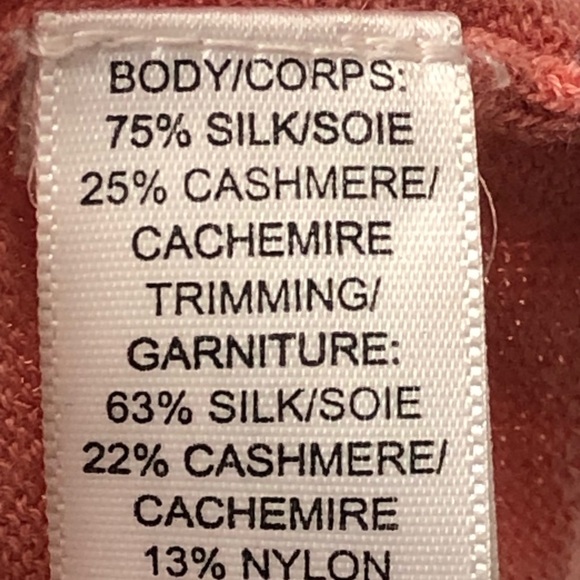 BODY/CORPS:
75% SILK/SOIE
25% CASHMERE/
CACHEMIRE
TRIMMING/
GARNITURE:
63% SILK/SOIE
22% CASHMERE/
CACHEMIRE
13% NYLON